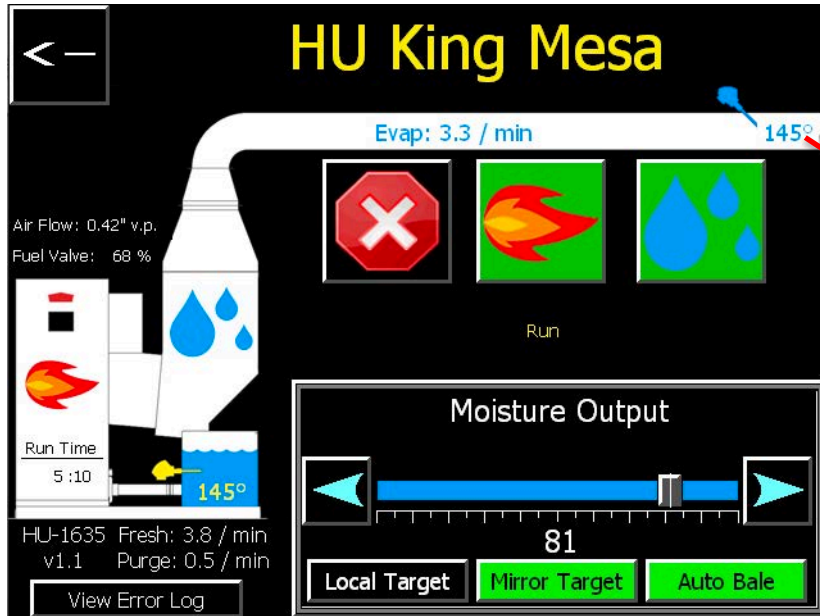 <-
HU King Mesa
Evap: 3.3 / min
145°
Air Flow: 0.42" v.p.
Fuel Valve: 68 %
Run
Moisture Output
Run Time
5 :10
145°
81
HU-1635 Fresh: 3.8 / min
v1.1 Purge: 0.5 / min
Local Target Mirror Target Auto Bale
View Error Log